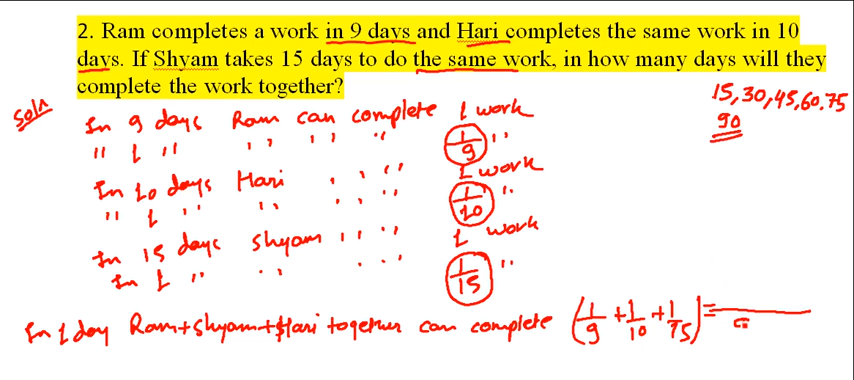 2. Ram completes a work in 9 days and Hari completes the same work in 10
days. If Shyam takes 15 days to do the same work, in how many days will they
complete the work together?
15, 30, 45, 60, 75
90
Soln
In 9 days Ram can complete 1 work
" 1 " " " " 1/9 "
In 10 days Hari " " " 1 work
" 1 " " " " " 1/10 "
In 15 days Shyam " " " 1 work
In 1 " " " " " 1/15 "
In 1 day Ram+Shyam+Hari together can complete (1/9 + 1/10 + 1/15) =